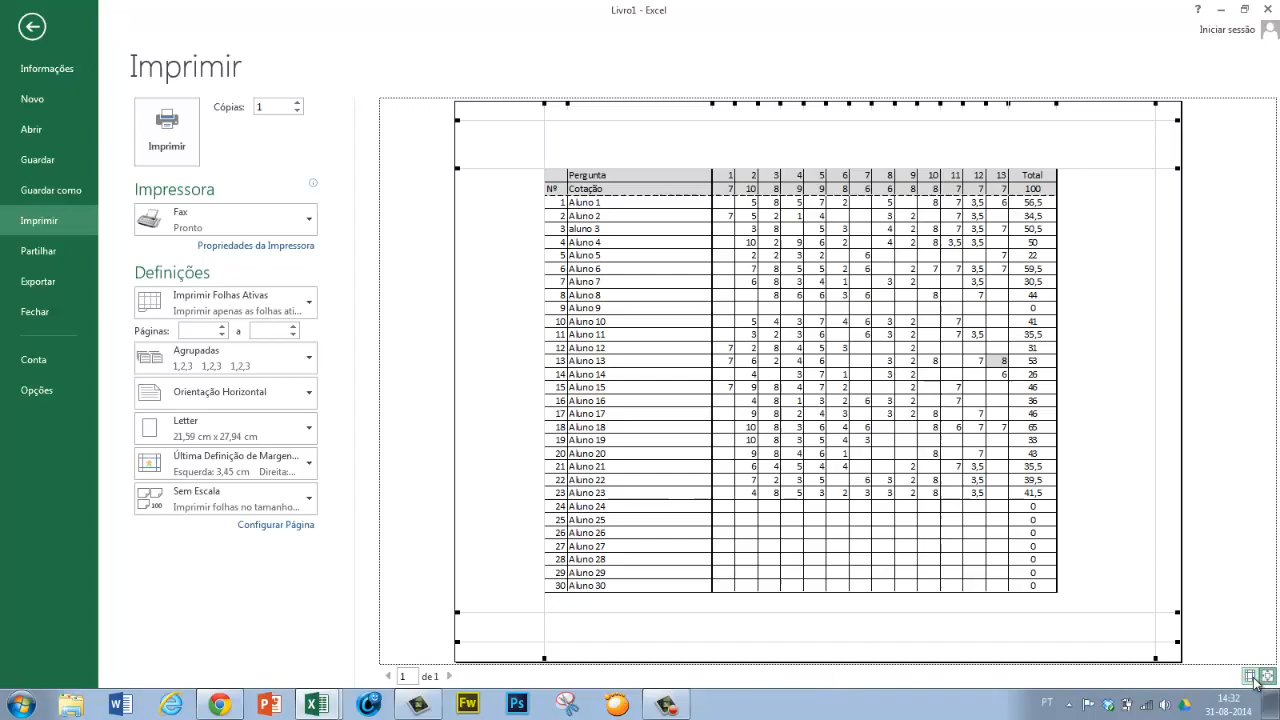 Livro1 - Excel
?
Iniciar sessão
Informações
Novo
Abrir
Guardar
Guardar como
Imprimir
Partilhar
Exportar
Fechar
Conta
Opções
Imprimir
Imprimir
Cópias: 1
Impressora
Fax
Pronto
Propriedades da Impressora
Definições
Imprimir Folhas Ativas
Imprimir apenas as folhas ati...
Páginas: a
Agrupadas
1,2,3 1,2,3 1,2,3
Orientação Horizontal
Letter
21,59 cm x 27,94 cm
Última Definição de Margen...
Esquerda: 3,45 cm Direita:...
Sem Escala
Imprimir folhas no tamanho...
100
Configurar Página
Pergunta 1 2 3 4 5 6 7 8 9 10 11 12 13 Total
Nº Cotação 7 10 8 9 9 8 6 6 8 8 7 7 7 100
1 Aluno 1 5 8 5 7 2 5 8 7 3,5 6 56,5
2 Aluno 2 7 5 2 1 4 3 2 7 3,5 34,5
3 aluno 3 3 8 5 3 4 2 8 7 3,5 7 50,5
4 Aluno 4 10 2 9 6 2 4 2 8 3,5 3,5 50
5 Aluno 5 2 2 3 2 6 7 22
6 Aluno 6 7 8 5 5 2 6 2 7 7 3,5 7 59,5
7 Aluno 7 6 8 3 4 1 3 2 3,5 30,5
8 Aluno 8 8 6 6 3 6 8 7 44
9 Aluno 9 0
10 Aluno 10 5 4 3 7 4 6 3 2 7 41
11 Aluno 11 3 2 3 6 6 3 2 7 3,5 35,5
12 Aluno 12 7 2 8 4 5 3 2 31
13 Aluno 13 7 6 2 4 6 3 2 8 7 8 53
14 Aluno 14 4 3 7 1 3 2 6 26
15 Aluno 15 7 9 8 4 7 2 2 7 46
16 Aluno 16 4 8 1 3 2 6 3 2 7 36
17 Aluno 17 9 8 2 4 3 3 2 8 7 46
18 Aluno 18 10 8 3 6 4 6 8 6 7 7 65
19 Aluno 19 10 8 3 5 4 3 33
20 Aluno 20 9 8 4 6 1 8 7 43
21 Aluno 21 6 4 5 4 4 2 7 3,5 35,5
22 Aluno 22 7 2 3 5 6 3 2 8 3,5 39,5
23 Aluno 23 4 8 5 3 2 3 3 2 8 3,5 41,5
24 Aluno 24 0
25 Aluno 25 0
26 Aluno 26 0
27 Aluno 27 0
28 Aluno 28 0
29 Aluno 29 0
30 Aluno 30 0
1 de 1
Fw
Ps
PT
14:32
31-08-2014